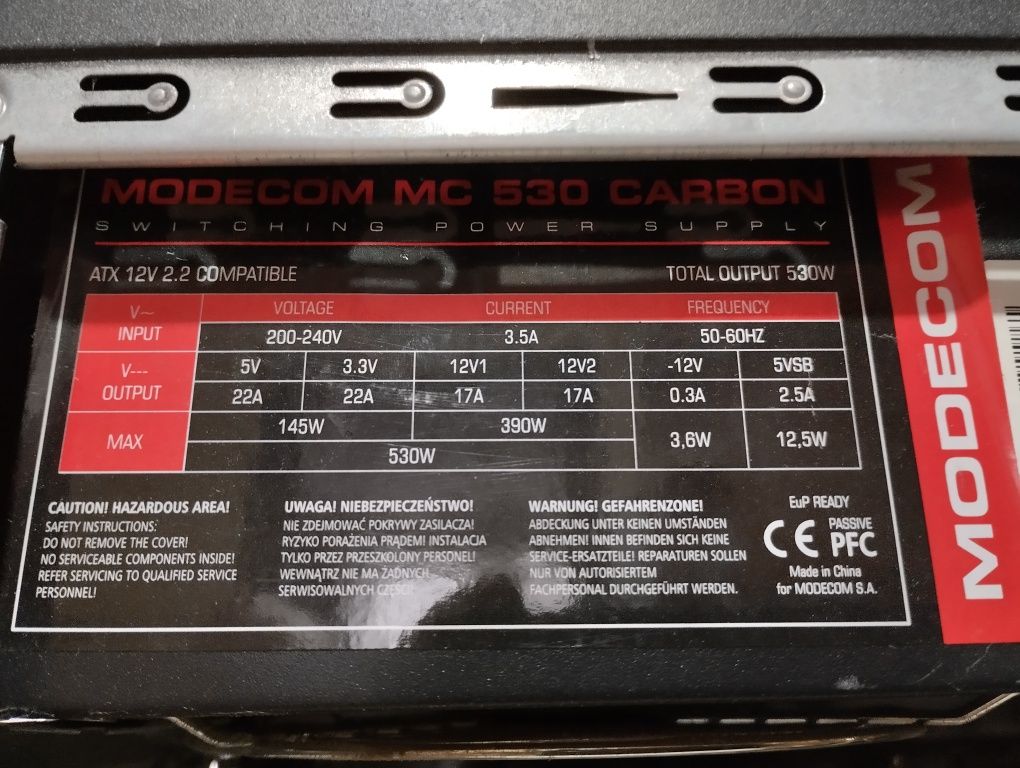 MODECOM MC 530 CARBON
SWITCHING POWER SUPPLY
ATX 12V 2.2 COMPATIBLE TOTAL OUTPUT 530W
V~ INPUT VOLTAGE CURRENT FREQUENCY
200-240V 3.5A 50-60HZ
V--- OUTPUT 5V 3.3V 12V1 12V2 -12V 5VSB
22A 22A 17A 17A 0.3A 2.5A
MAX 145W 390W 3,6W 12,5W
530W
CAUTION! HAZARDOUS AREA!
SAFETY INSTRUCTIONS:
DO NOT REMOVE THE COVER!
NO SERVICEABLE COMPONENTS INSIDE!
REFER SERVICING TO QUALIFIED SERVICE
PERSONNEL!
UWAGA! NIEBEZPIECZEŃSTWO!
NIE ZDEJMOWAĆ POKRYWY ZASILACZA!
RYZYKO PORAŻENIA PRĄDEM! INSTALACJA
TYLKO PRZEZ PRZESZKOLONY PERSONEL!
WEWNĄTRZ NIE MA ŻADNYCH
SERWISOWALNYCH CZĘŚCI!
WARNUNG! GEFAHRENZONE!
ABDECKUNG UNTER KEINEN UMSTÄNDEN
ABNEHMEN! INNEN BEFINDEN SICH KEINE
SERVICE-ERSATZTEILE! REPARATUREN SOLLEN
NUR VON AUTORISIERTEM
FACHPERSONAL DURCHGEFÜHRT WERDEN.
EuP READY
CE PASSIVE
PFC
Made in China
for MODECOM S.A.
MODECOM